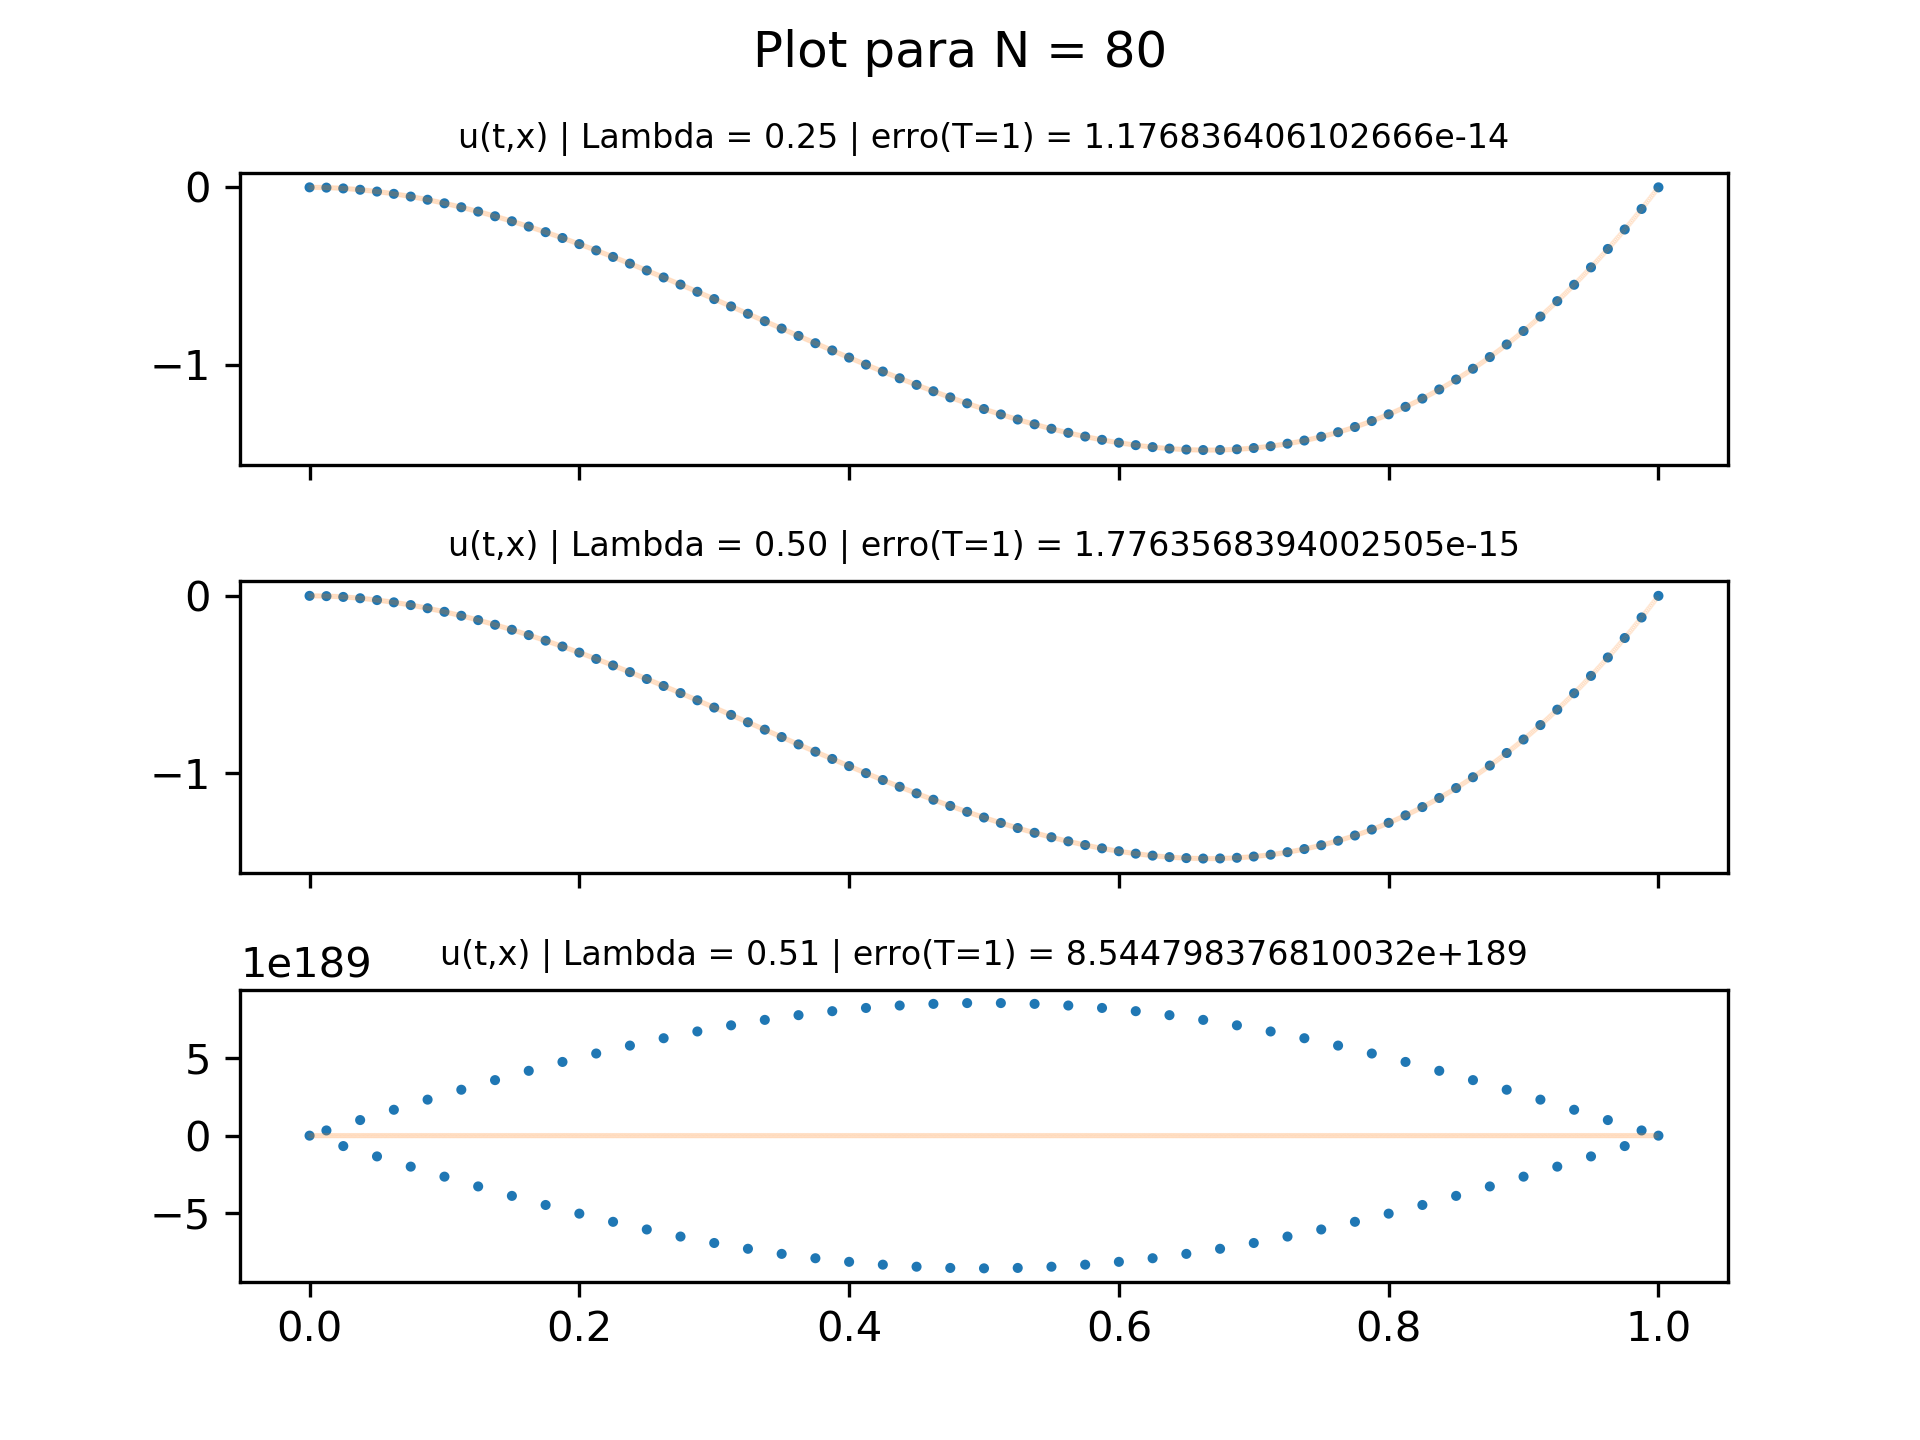 Plot para N = 80
u(t,x) | Lambda = 0.25 | erro(T=1) = 1.176836406102666e-14
0
−1
u(t,x) | Lambda = 0.50 | erro(T=1) = 1.7763568394002505e-15
0
−1
1e189
u(t,x) | Lambda = 0.51 | erro(T=1) = 8.544798376810032e+189
5
0
−5
0.0 0.2 0.4 0.6 0.8 1.0